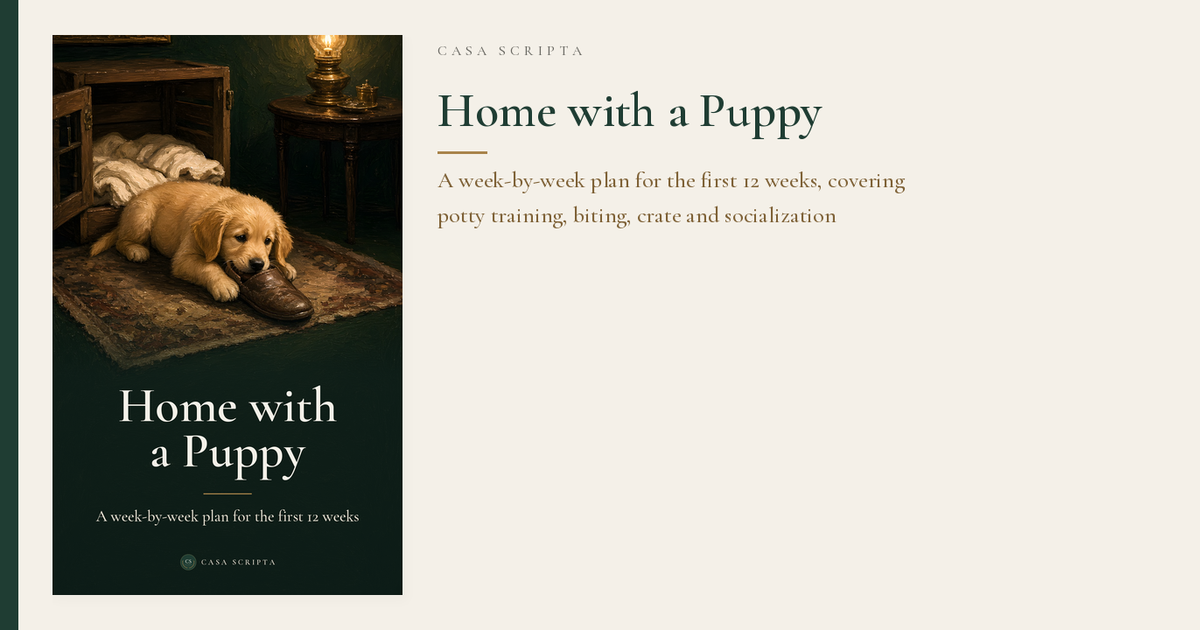 Home with
a Puppy
A week-by-week plan for the first 12 weeks
CS CASA SCRIPTA
CASA SCRIPTA
Home with a Puppy
A week-by-week plan for the first 12 weeks, covering
potty training, biting, crate and socialization